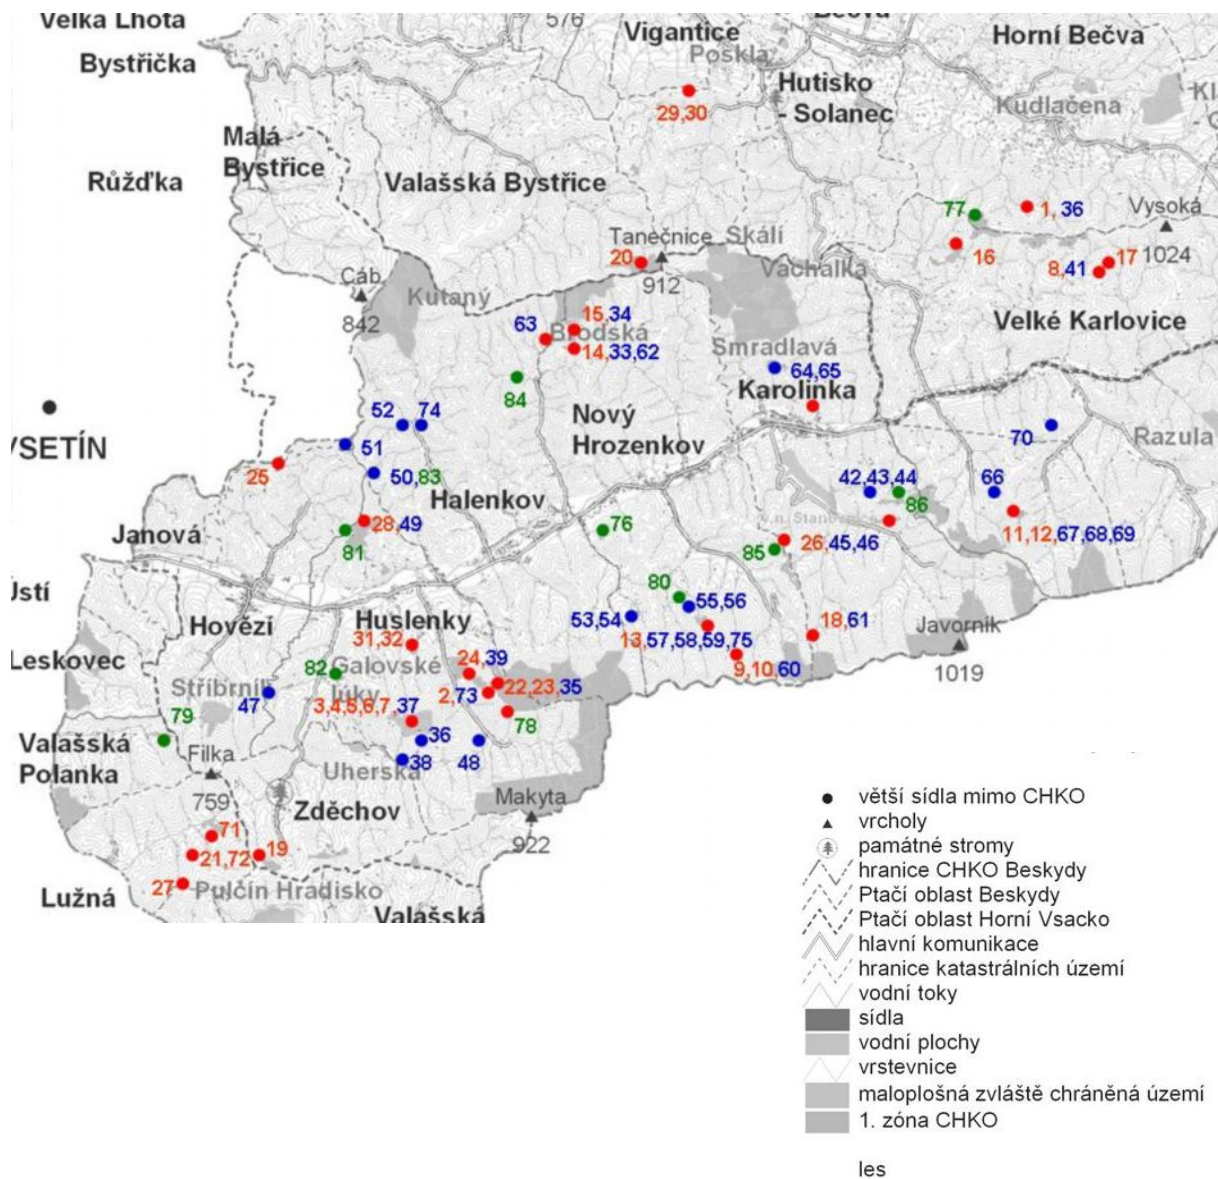 Velká Lhota
576
Vigantice
Bečva
Horní Bečva
Bystřička
Poskla
Hutisko
- Solanec
Kudlačena
29,30
Malá
Bystřice
Růžďka
Valašská Bystřice
77
1, 36
Vysoká
Tanečnice
Skálí
20
16
17
8,41
1024
Vachalka
912
Cáb
842
Kutaný
15,34
63
Brodská
14,33,62
Velké Karlovice
Smradlavá
64,65
84
Karolinka
Nový
Hrozenkov
52
74
VSETÍN
51
70
Razula
25
50,83
42,43,44
66
Halenkov
86
28,49
76
Janová
81
26,45,46
11,12,67,68,69
85
80
55,56
Ústí
Hovězí
Huslenky
53,54
18,61
Javorník
31,32
13,57,58,59,75
1019
Leskovec
82
Galovské
lúky
24,39
9,10,60
22,23,35
Stříbrník
47
2,73
3,4,5,6,7,37
78
79
36
Valašská
Polanka
Filka
38
48
Uherská
759
Zděchov
Makyta
922
71
21,72
19
27
Pulčín Hradisko
Lužná
Valašská
větší sídla mimo CHKO
vrcholy
památné stromy
hranice CHKO Beskydy
Ptačí oblast Beskydy
Ptačí oblast Horní Vsacko
hlavní komunikace
hranice katastrálních území
vodní toky
sídla
vodní plochy
vrstevnice
maloplošná zvláště chráněná území
1. zóna CHKO
les